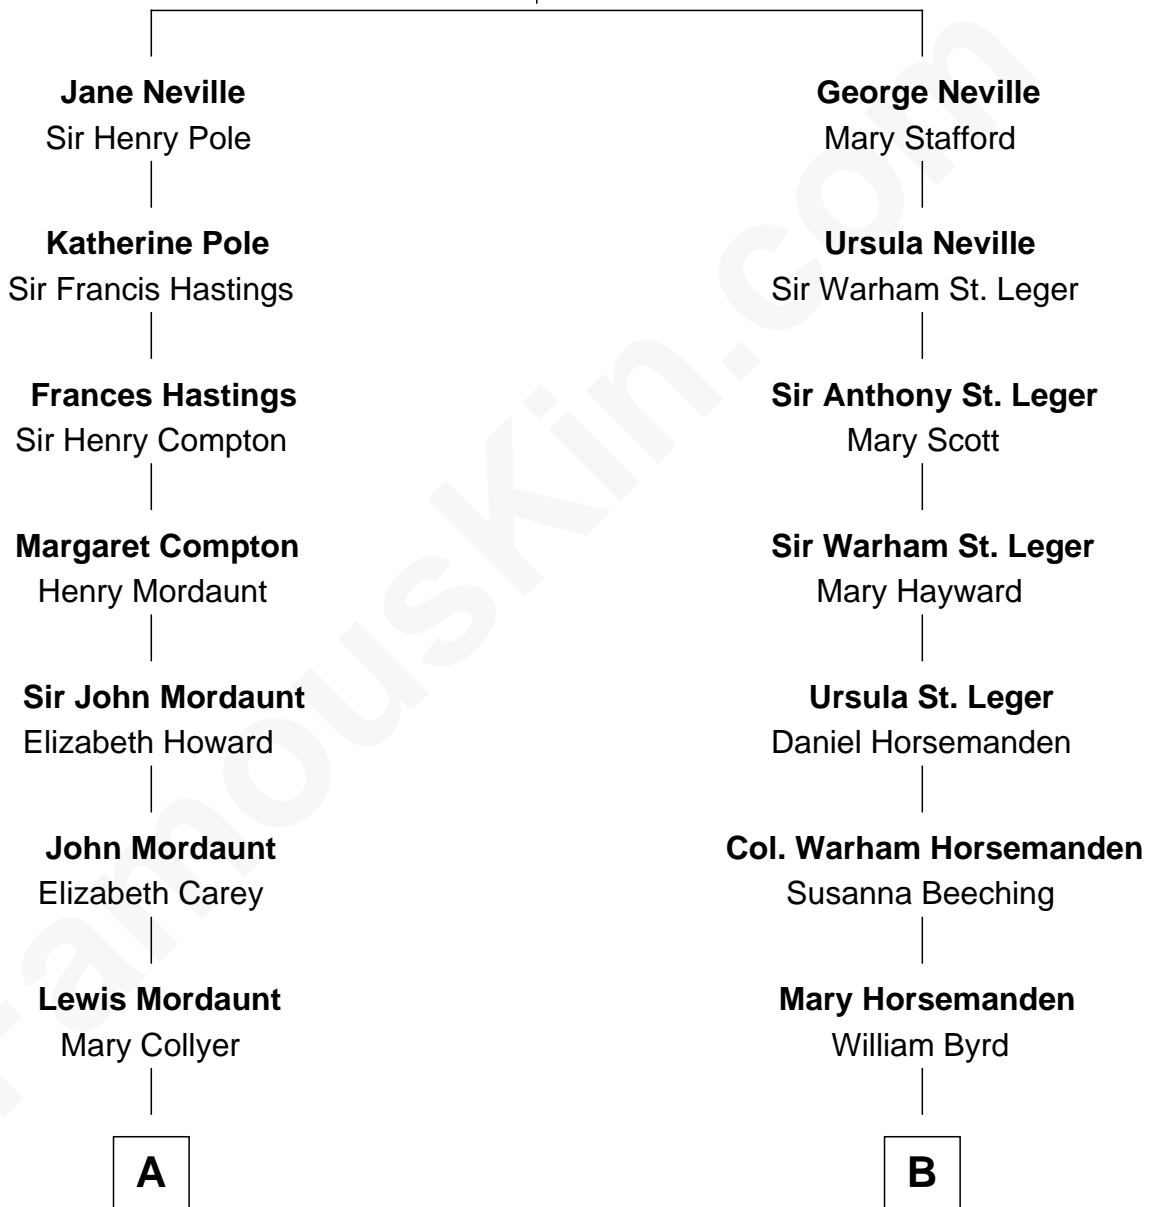 Jane Neville
Sir Henry Pole
Katherine Pole
Sir Francis Hastings
Frances Hastings
Sir Henry Compton
Margaret Compton
Henry Mordaunt
Sir John Mordaunt
Elizabeth Howard
John Mordaunt
Elizabeth Carey
Lewis Mordaunt
Mary Collyer
A
George Neville
Mary Stafford
Ursula Neville
Sir Warham St. Leger
Sir Anthony St. Leger
Mary Scott
Sir Warham St. Leger
Mary Hayward
Ursula St. Leger
Daniel Horsemanden
Col. Warham Horsemanden
Susanna Beeching
Mary Horsemanden
William Byrd
B
FamousKin.com